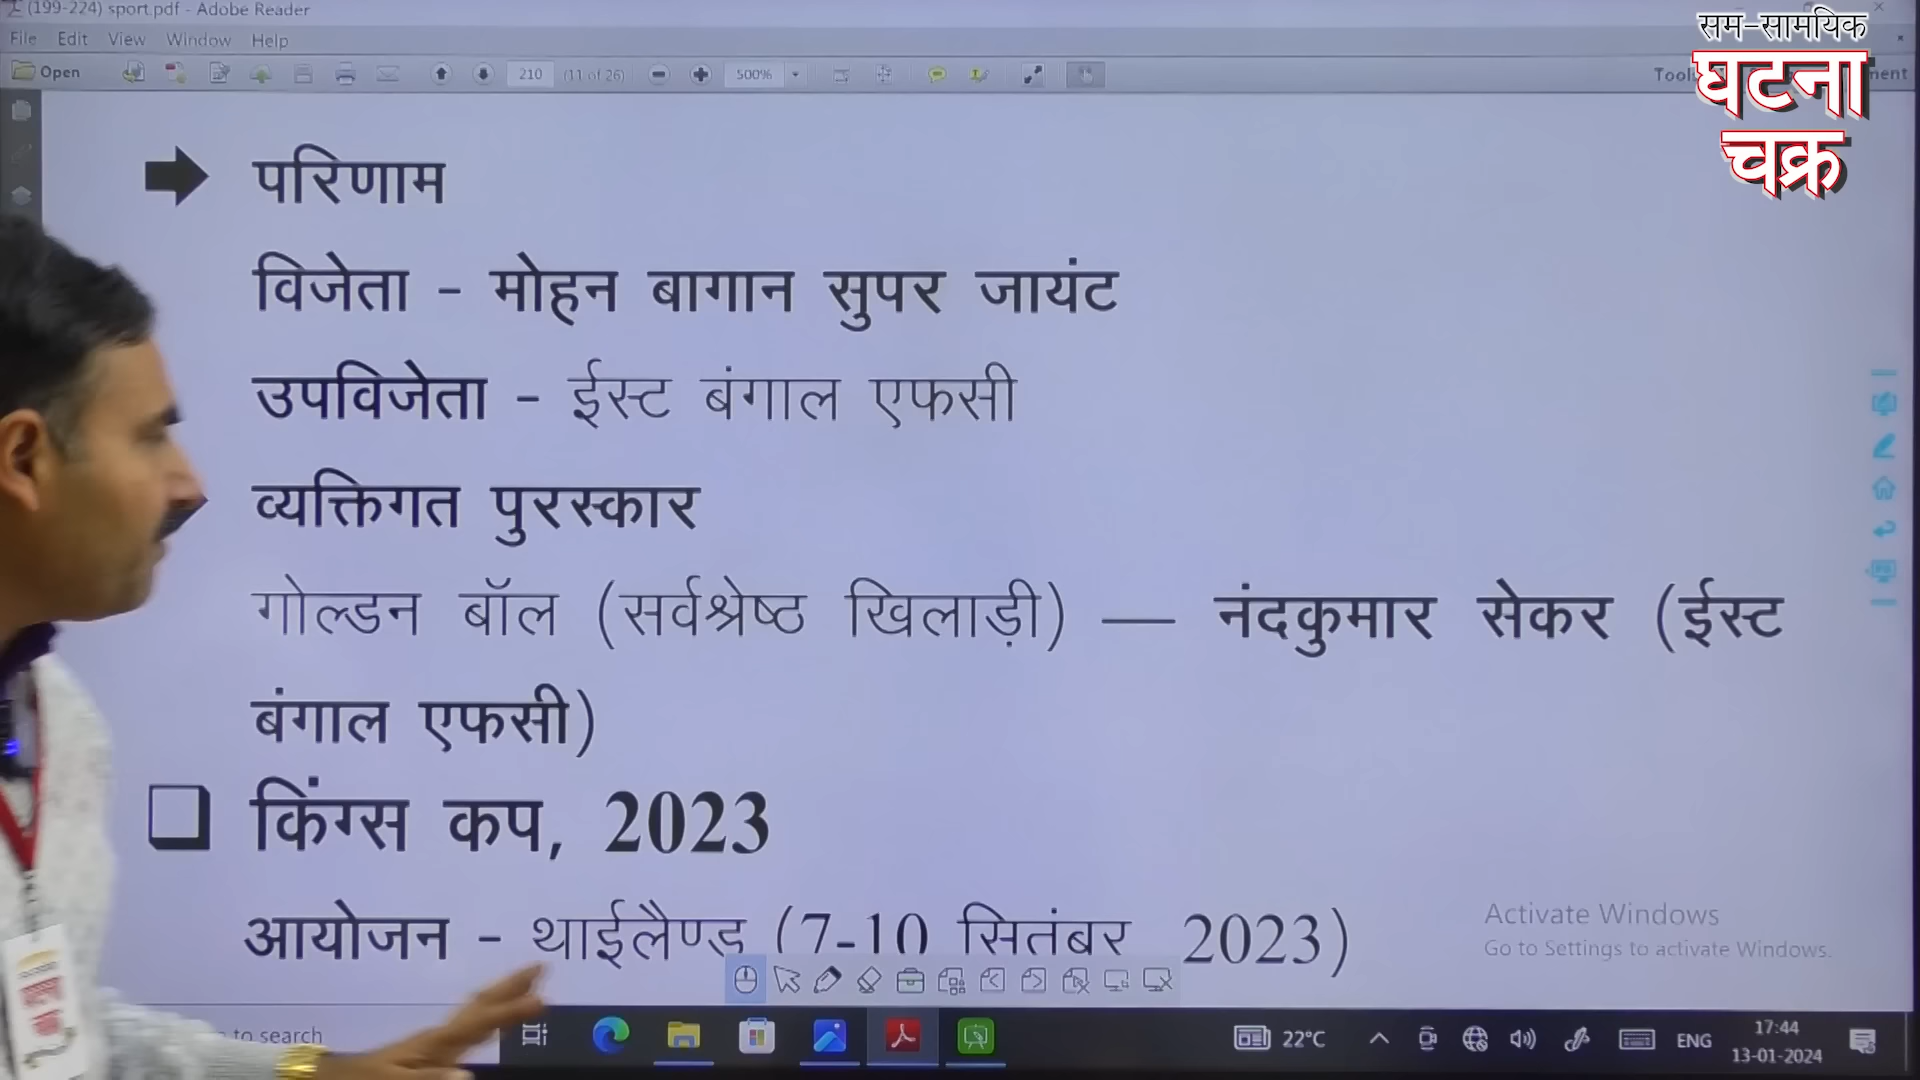 (199-224) sport.pdf - Adobe Reader
File Edit View Window Help
Open 210 (11 of 26) 500%
सम-सामयिक
घटना
चक्र
परिणाम
विजेता - मोहन बागान सुपर जायंट
उपविजेता - ईस्ट बंगाल एफसी
व्यक्तिगत पुरस्कार
गोल्डन बॉल (सर्वश्रेष्ठ खिलाड़ी) — नंदकुमार सेकर (ईस्ट
बंगाल एफसी)
किंग्स कप, 2023
आयोजन - थाईलैण्ड (7-10 सितंबर 2023)
Activate Windows
Go to Settings to activate Windows.
to search
22°C
ENG
17:44
13-01-2024